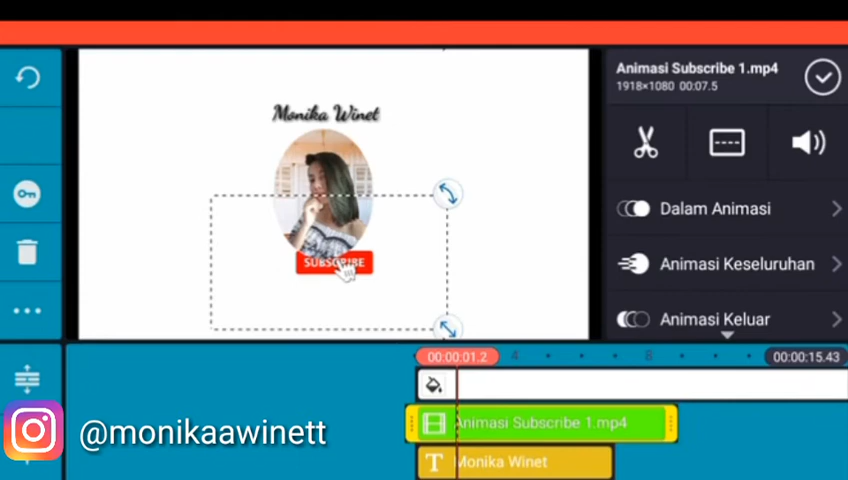 Animasi Subscribe 1.mp4
1918×1080 00:07.5
Monika Winet
SUBSCRIBE
Dalam Animasi
Animasi Keseluruhan
Animasi Keluar
00:00:01.2
4
8
00:00:15.43
Animasi Subscribe 1.mp4
Monika Winet
@monikaawinett